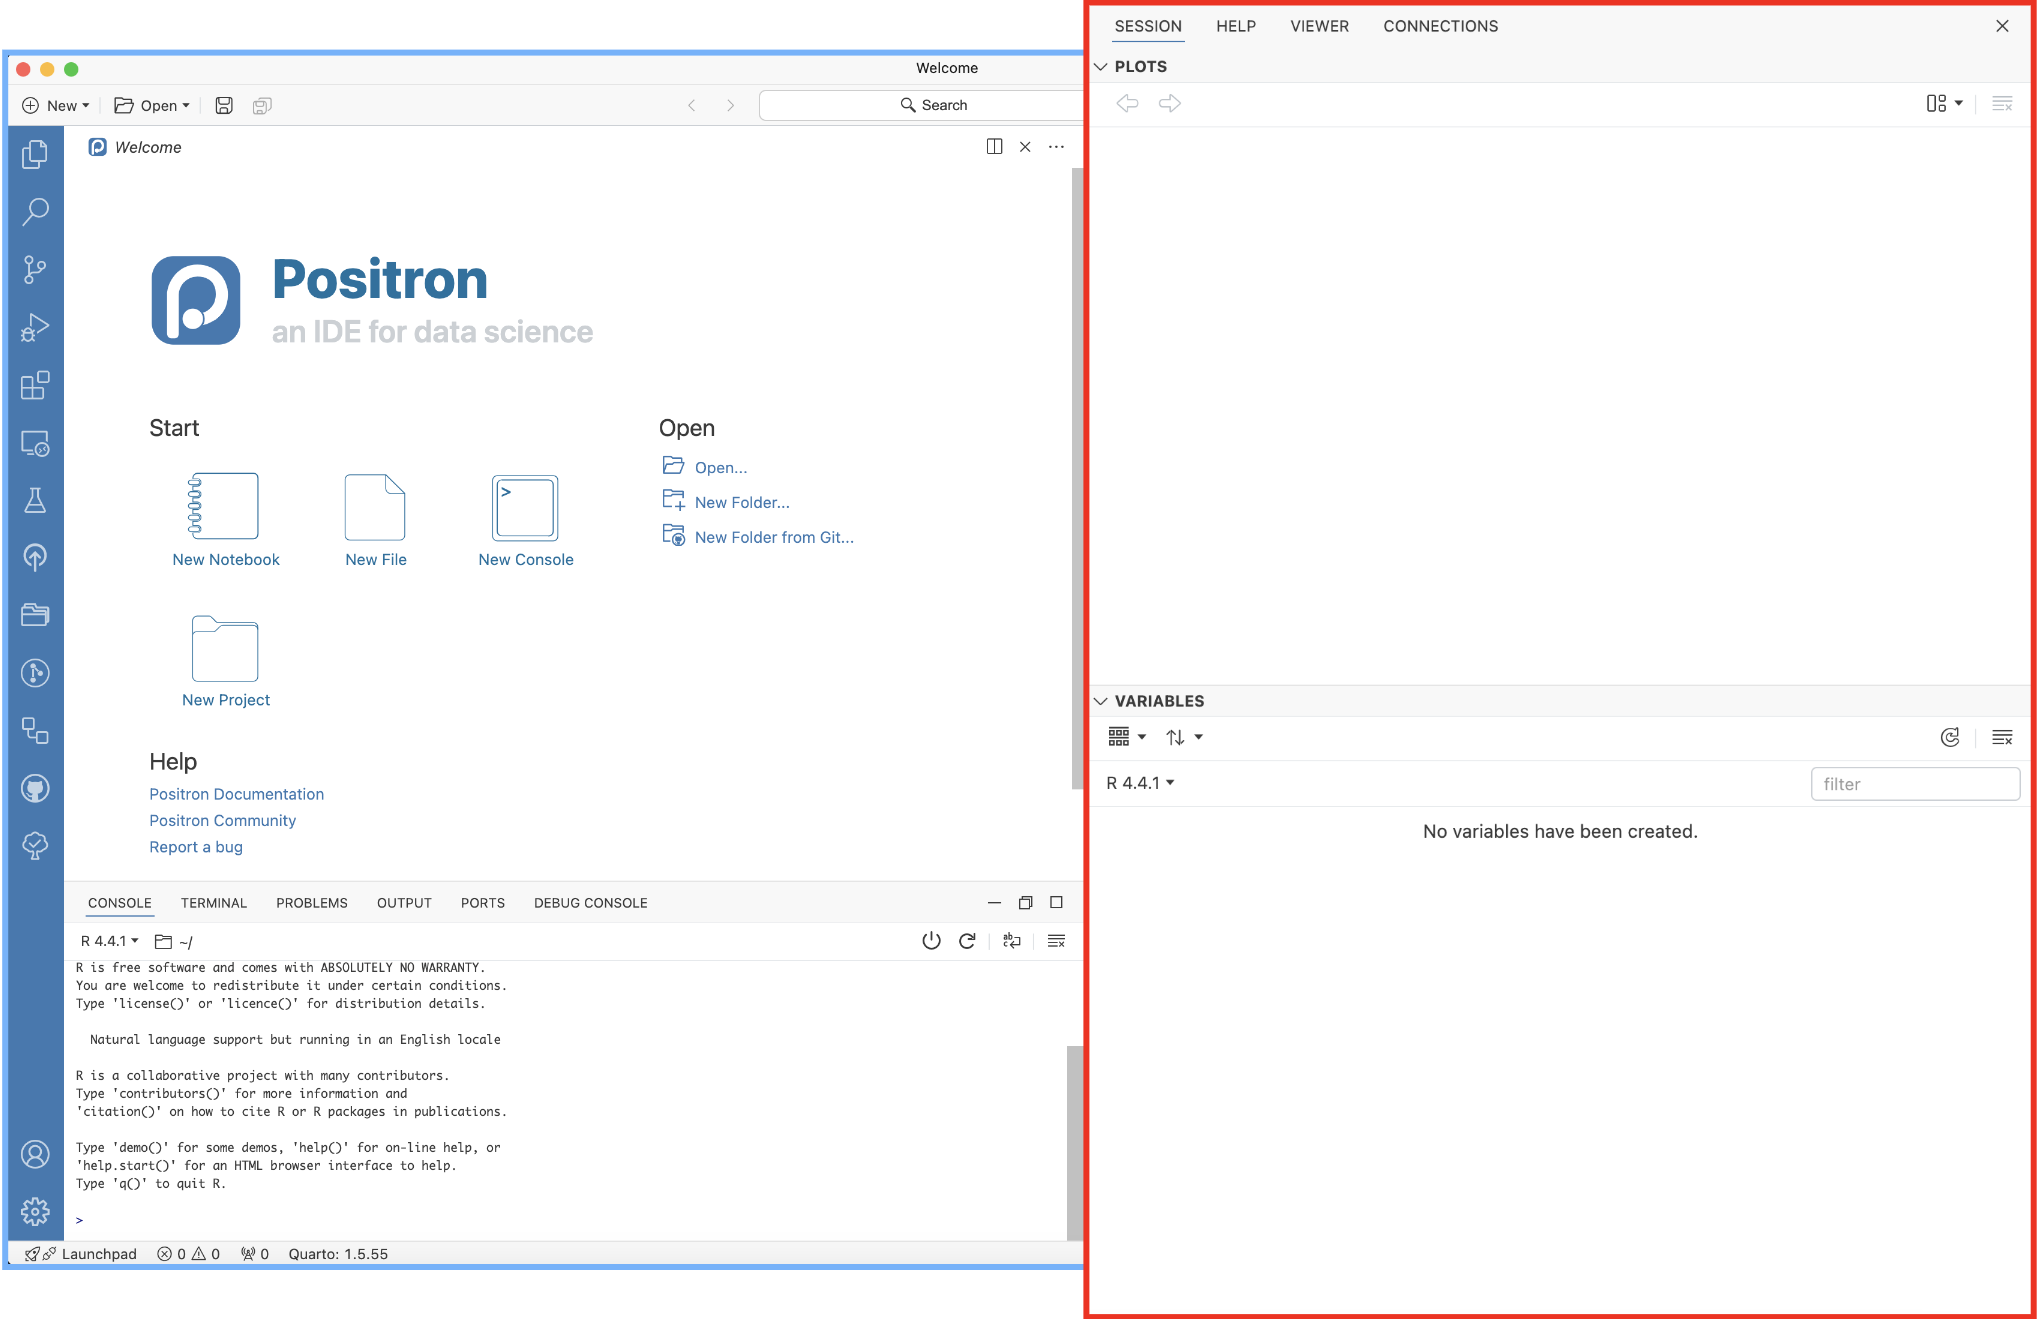 Welcome
New
Open
Search
Welcome
Positron
an IDE for data science
Start
New Notebook
New File
New Console
New Project
Open
Open...
New Folder...
New Folder from Git...
Help
Positron Documentation
Positron Community
Report a bug
CONSOLE TERMINAL PROBLEMS OUTPUT PORTS DEBUG CONSOLE
R 4.4.1 ~/
R is free software and comes with ABSOLUTELY NO WARRANTY.
You are welcome to redistribute it under certain conditions.
Type 'license()' or 'licence()' for distribution details.
Natural language support but running in an English locale
R is a collaborative project with many contributors.
Type 'contributors()' for more information and
'citation()' on how to cite R or R packages in publications.
Type 'demo()' for some demos, 'help()' for on-line help, or
'help.start()' for an HTML browser interface to help.
Type 'q()' to quit R.
>
Launchpad 0 0 0 Quarto: 1.5.55
SESSION HELP VIEWER CONNECTIONS
PLOTS
VARIABLES
R 4.4.1 filter
No variables have been created.